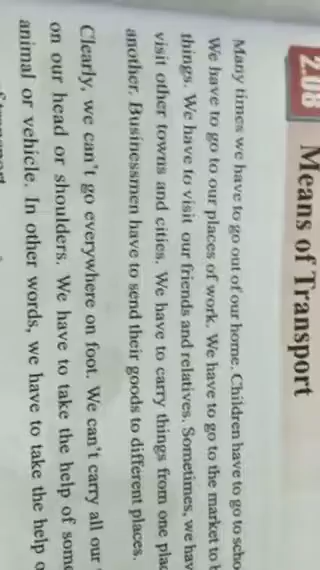 2.08
Means of Transport
Many times we have to go out of our home. Children have to go to
We have to go to our places of work. We have to go to the market to
things. We have to visit our friends and relatives. Sometimes, we
visit other towns and cities. We have to carry things from one
another. Businessmen have to send their goods to different places.
Clearly, we can't go everywhere on foot. We can't carry all our
on our head or shoulders. We have to take the help of
animal or vehicle. In other words, we have to take the help